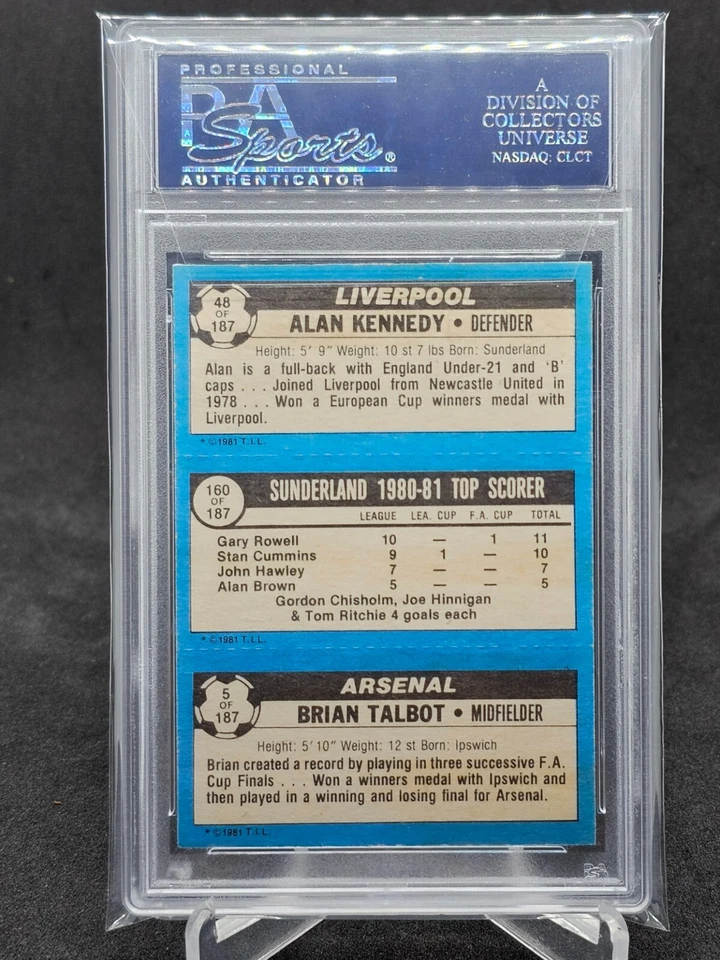 PROFESSIONAL
PSA
Sports®
AUTHENTICATOR
A
DIVISION OF
COLLECTORS
UNIVERSE
NASDAQ: CLCT
48
OF
187
LIVERPOOL
ALAN KENNEDY • DEFENDER
Height: 5' 9" Weight: 10 st 7 lbs Born: Sunderland
Alan is a full-back with England Under-21 and 'B'
caps . . . Joined Liverpool from Newcastle United in
1978 . . . Won a European Cup winners medal with
Liverpool.
* ©1981 T.I.L.
160
OF
187
SUNDERLAND 1980-81 TOP SCORER
LEAGUE LEA. CUP F.A. CUP TOTAL
Gary Rowell 10 — 1 11
Stan Cummins 9 1 — 10
John Hawley 7 — — 7
Alan Brown 5 — — 5
Gordon Chisholm, Joe Hinnigan
& Tom Ritchie 4 goals each
* ©1981 T.I.L.
5
OF
187
ARSENAL
BRIAN TALBOT • MIDFIELDER
Height: 5' 10" Weight: 12 st Born: Ipswich
Brian created a record by playing in three successive F.A.
Cup Finals . . . Won a winners medal with Ipswich and
then played in a winning and losing final for Arsenal.
* ©1981 T.I.L.
PSA